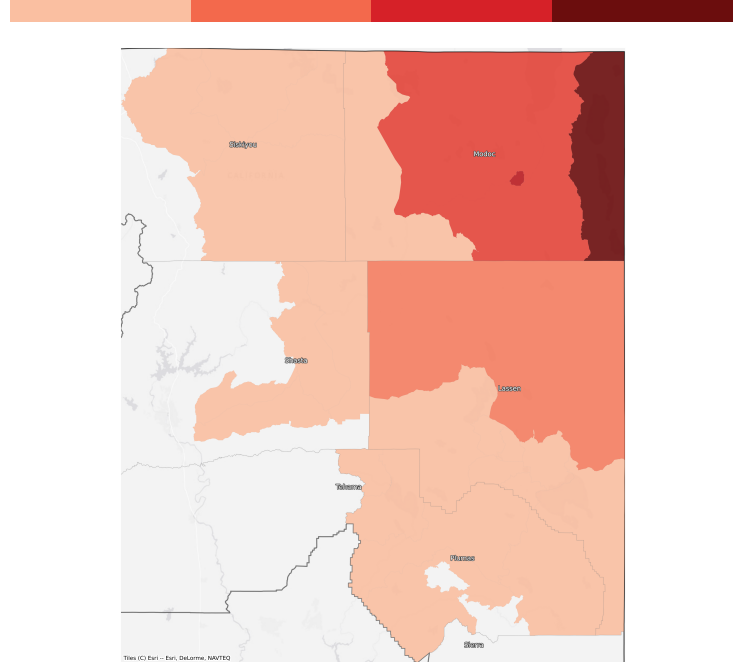 Siskiyou
Modoc
Shasta
Lassen
Tehama
Plumas
Sierra
Tiles (C) Esri -- Esri, DeLorme, NAVTEQ